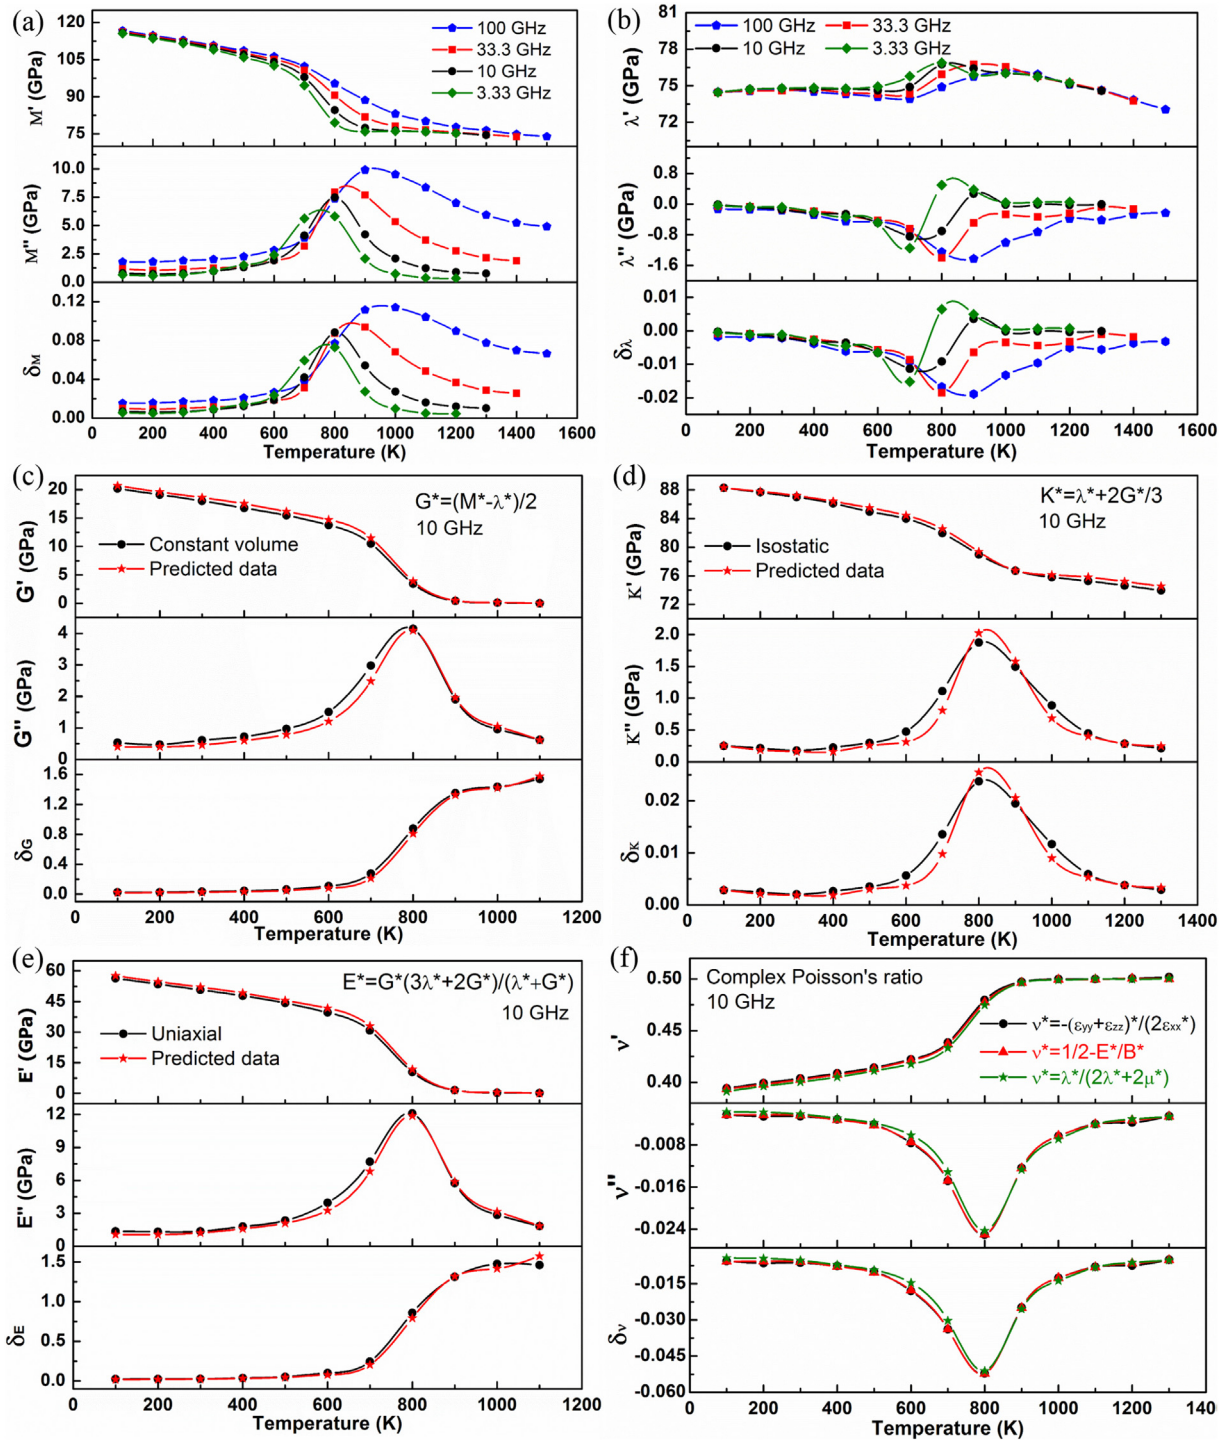 (a)
120
105
90
75
M' (GPa)
100 GHz
33.3 GHz
10 GHz
3.33 GHz
10.0
7.5
5.0
2.5
0.0
M'' (GPa)
0.12
0.08
0.04
0.00
δM
0 200 400 600 800 1000 1200 1400 1600
Temperature (K)
(b)
81
78
75
72
λ' (GPa)
100 GHz 33.3 GHz
10 GHz 3.33 GHz
0.8
0.0
-0.8
-1.6
λ'' (GPa)
0.01
0.00
-0.01
-0.02
δλ
0 200 400 600 800 1000 1200 1400 1600
Temperature (K)
(c)
20
15
10
5
0
G' (GPa)
G*=(M*-λ*)/2
10 GHz
Constant volume
Predicted data
4
3
2
1
0
G'' (GPa)
1.6
1.2
0.8
0.4
0.0
δG
0 200 400 600 800 1000 1200
Temperature (K)
(d)
88
84
80
76
72
K' (GPa)
K*=λ*+2G*/3
10 GHz
Isostatic
Predicted data
2.0
1.5
1.0
0.5
0.0
K'' (GPa)
0.02
0.01
0.00
δK
0 200 400 600 800 1000 1200 1400
Temperature (K)
(e)
60
45
30
15
0
E' (GPa)
E*=G*(3λ*+2G*)/(λ*+G*)
10 GHz
Uniaxial
Predicted data
12
9
6
3
0
E'' (GPa)
1.5
1.0
0.5
0.0
δE
0 200 400 600 800 1000 1200
Temperature (K)
(f)
0.50
0.45
0.40
ν'
Complex Poisson's ratio
10 GHz
ν*=-(εyy+εzz)*/(2εxx*)
ν*=1/2-E*/B*
ν*=λ*/(2λ*+2μ*)
-0.008
-0.016
-0.024
ν''
-0.015
-0.030
-0.045
-0.060
δν
0 200 400 600 800 1000 1200 1400
Temperature (K)